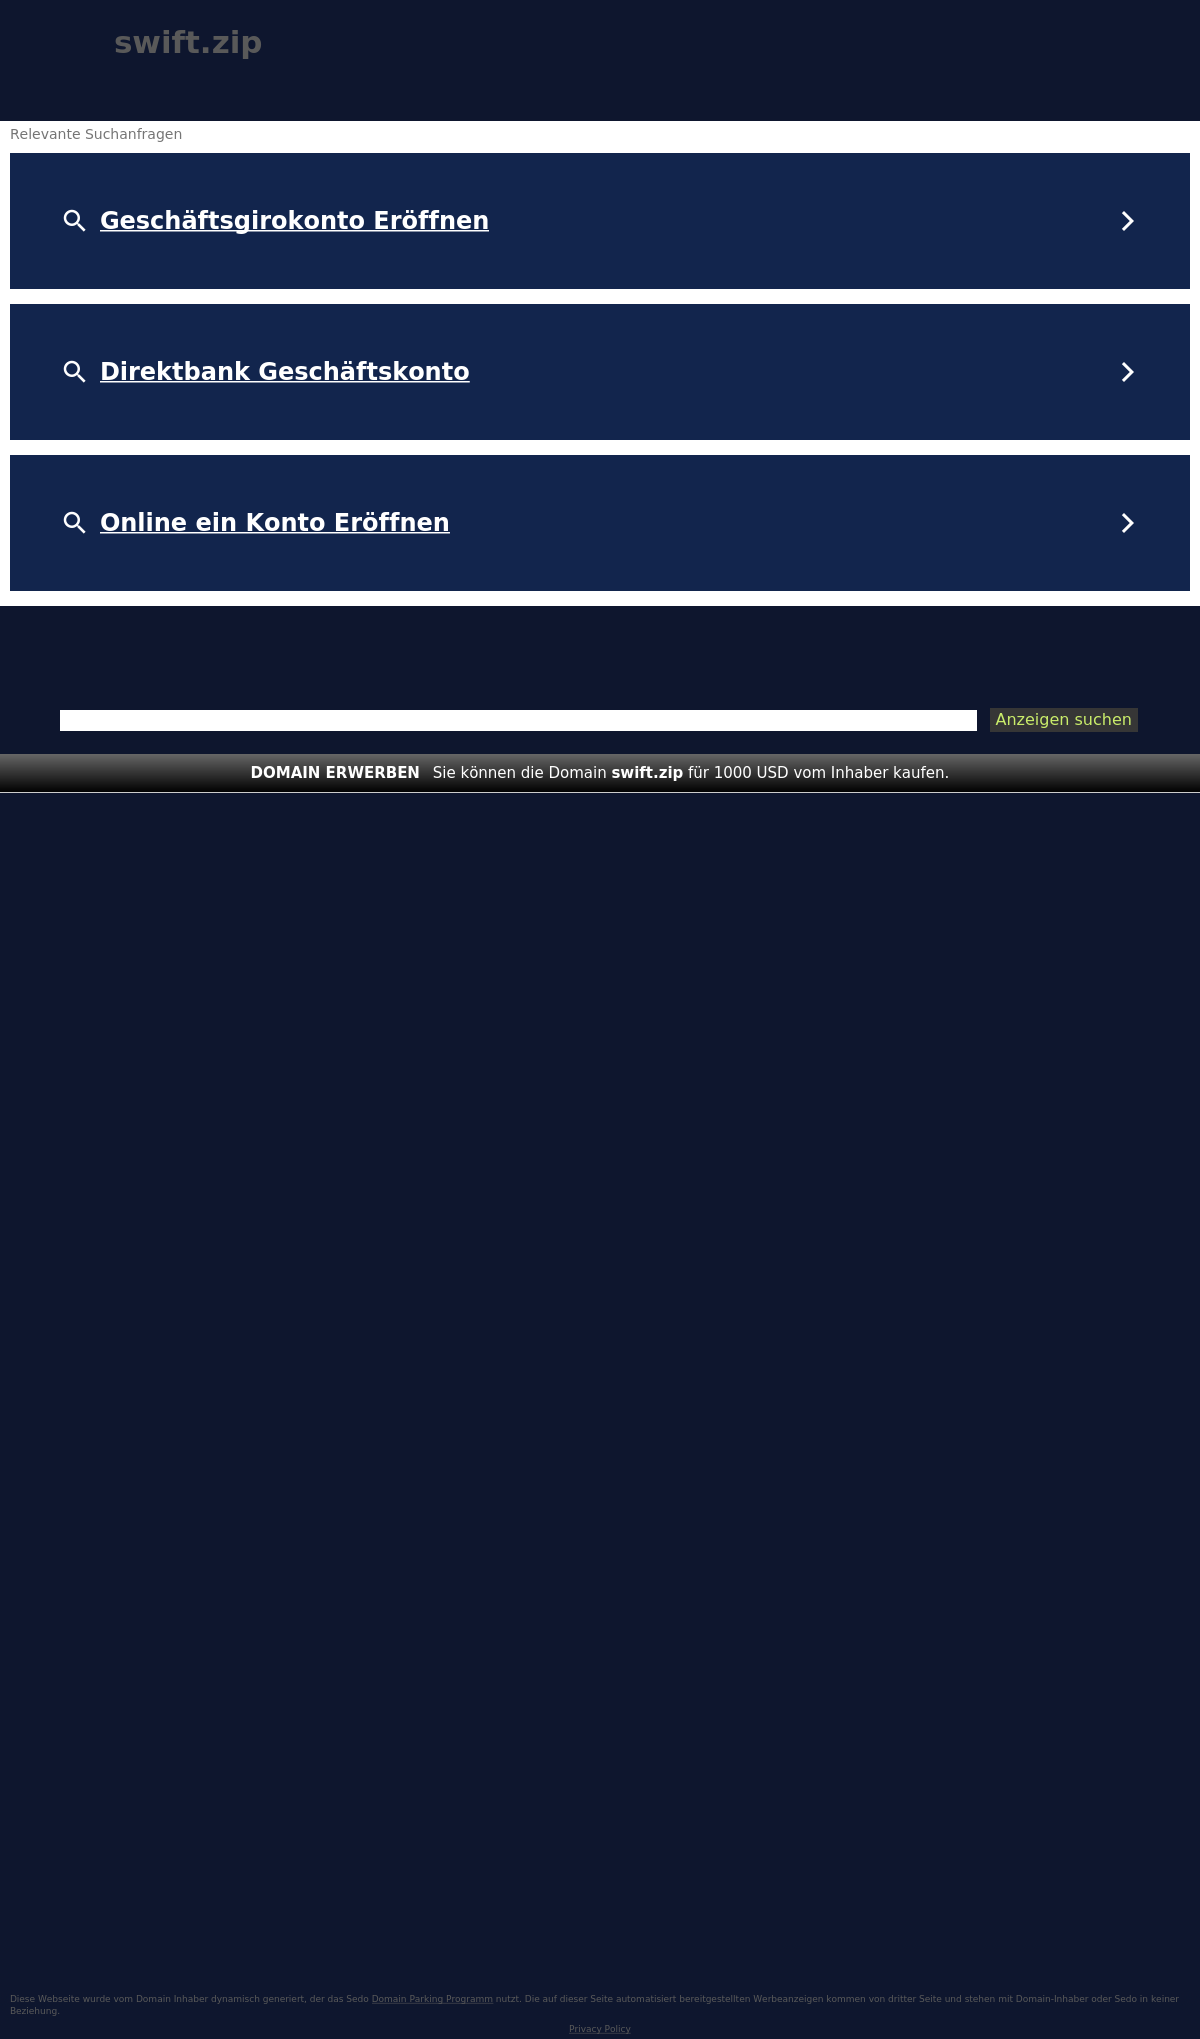 swift.zip
Relevante Suchanfragen
Geschäftsgirokonto Eröffnen
Direktbank Geschäftskonto
Online ein Konto Eröffnen
Anzeigen suchen
DOMAIN ERWERBEN Sie können die Domain swift.zip für 1000 USD vom Inhaber kaufen.
Diese Webseite wurde vom Domain Inhaber dynamisch generiert, der das Sedo Domain Parking Programm nutzt. Die auf dieser Seite automatisiert bereitgestellten Werbeanzeigen kommen von dritter Seite und stehen mit Domain-Inhaber oder Sedo in keiner
Beziehung.
Privacy Policy